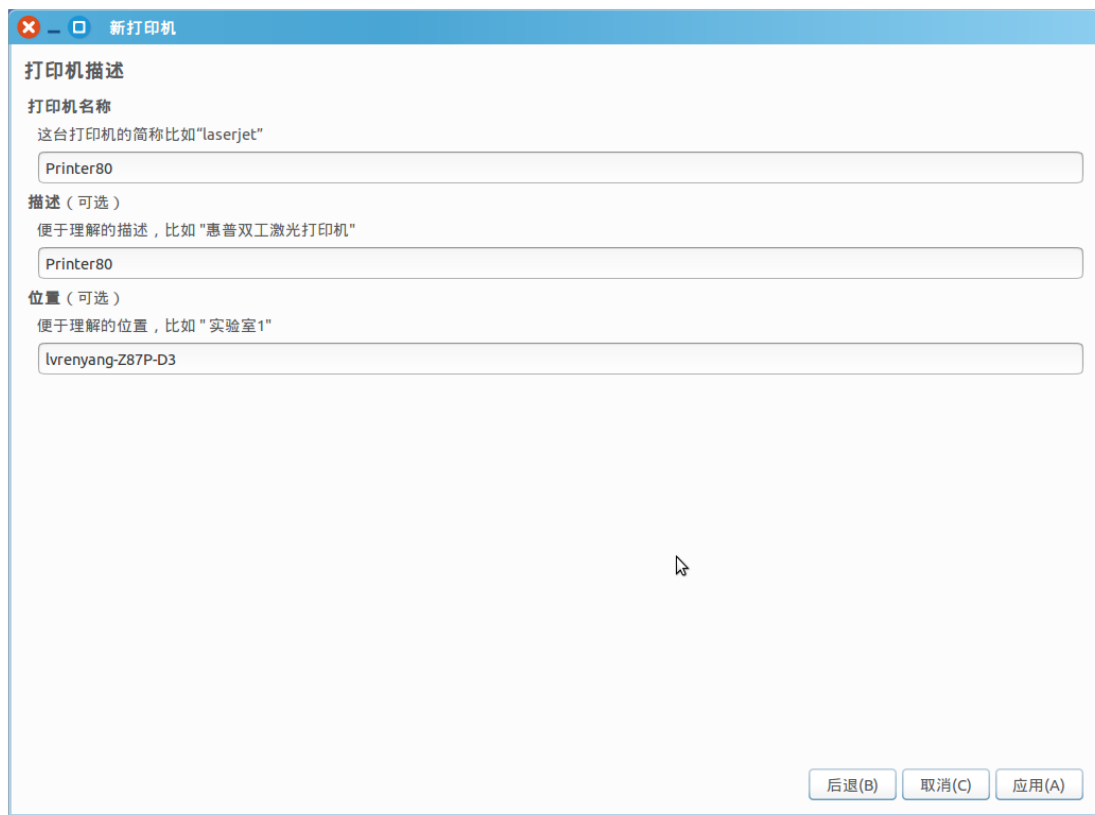 新打印机
打印机描述
打印机名称
这台打印机的简称比如“laserjet”
Printer80
描述（可选）
便于理解的描述，比如 "惠普双工激光打印机"
Printer80
位置（可选）
便于理解的位置，比如 " 实验室1"
lvrenyang-Z87P-D3
后退(B) 取消(C) 应用(A)